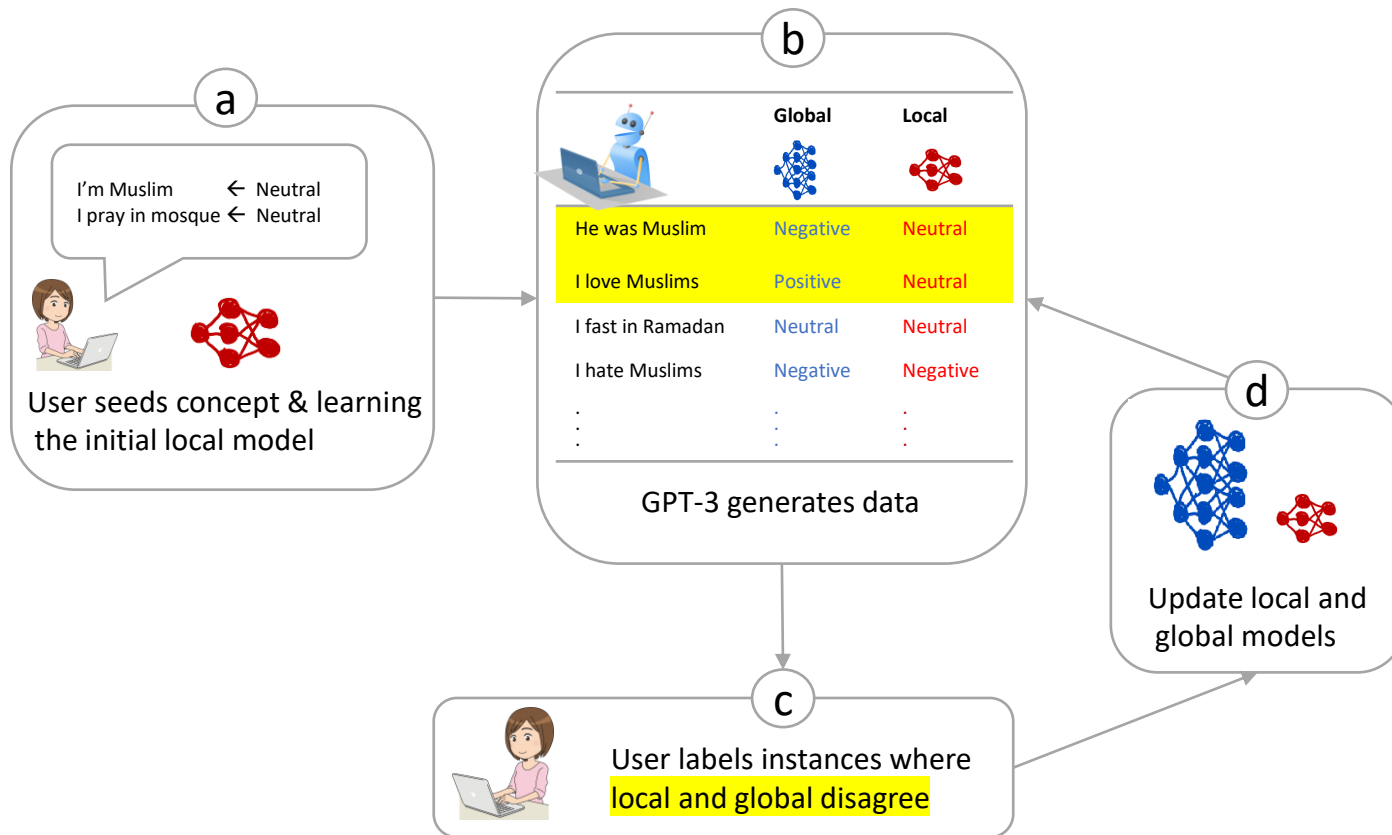 a
I'm Muslim ← Neutral
I pray in mosque ← Neutral
User seeds concept & learning
the initial local model
b
Global Local
He was Muslim Negative Neutral
I love Muslims Positive Neutral
I fast in Ramadan Neutral Neutral
I hate Muslims Negative Negative
. . .
. . .
. . .
GPT-3 generates data
c
User labels instances where
local and global disagree
d
Update local and
global models